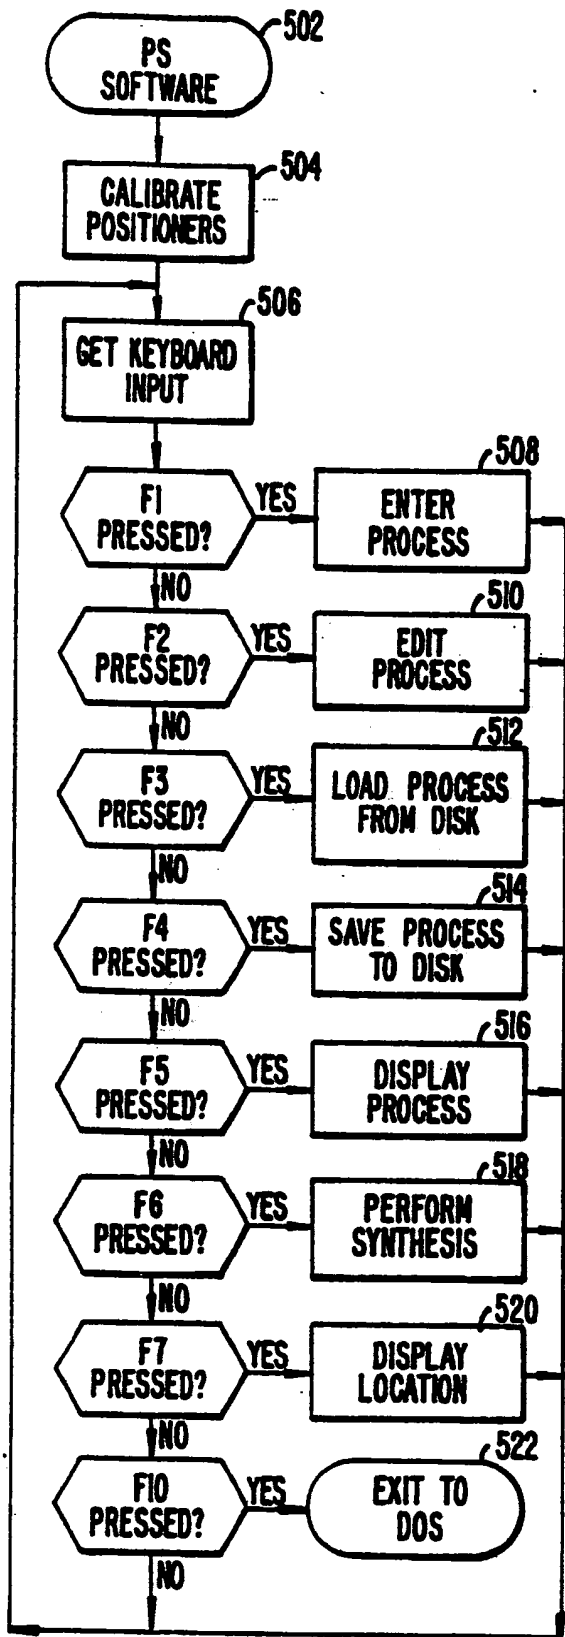 502
PS
SOFTWARE
504
CALIBRATE
POSITIONERS
506
GET KEYBOARD
INPUT
508
F1
PRESSED?
YES
ENTER
PROCESS
NO
510
F2
PRESSED?
YES
EDIT
PROCESS
NO
512
F3
PRESSED?
YES
LOAD PROCESS
FROM DISK
NO
514
F4
PRESSED?
YES
SAVE PROCESS
TO DISK
NO
516
F5
PRESSED?
YES
DISPLAY
PROCESS
NO
518
F6
PRESSED?
YES
PERFORM
SYNTHESIS
NO
520
F7
PRESSED?
YES
DISPLAY
LOCATION
NO
522
F10
PRESSED?
YES
EXIT TO
DOS
NO